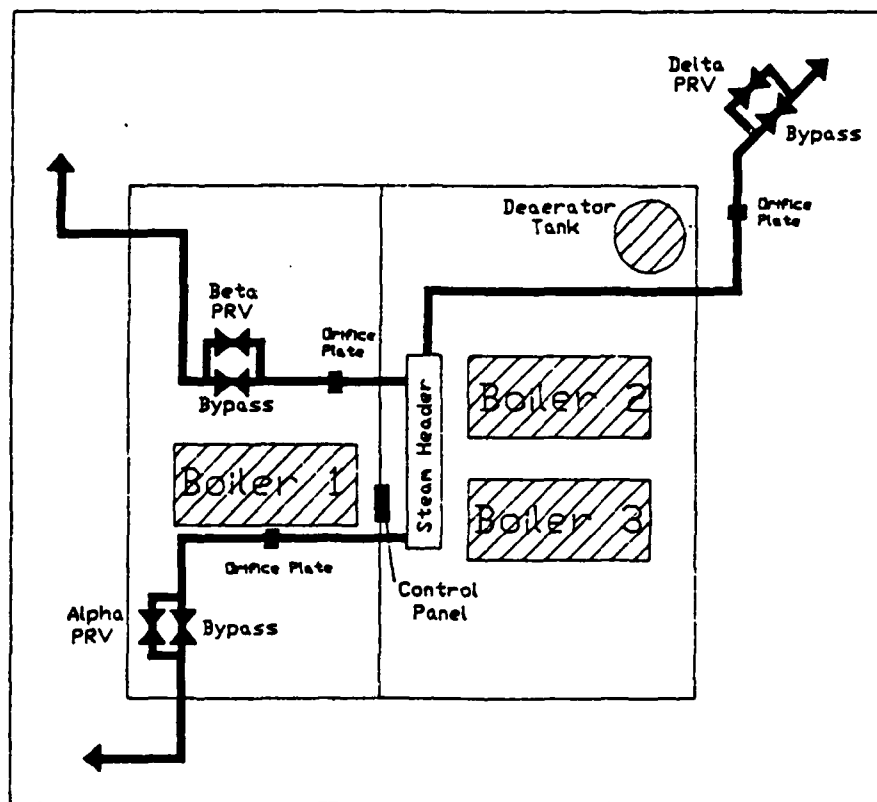 Delta
PRV
Bypass
Orifice
Plate
Deaerator
Tank
Beta
PRV
Orifice
Plate
Bypass
Boiler 2
Steam Header
Boiler 1
Boiler 3
Orifice Plate
Control
Panel
Alpha
PRV
Bypass